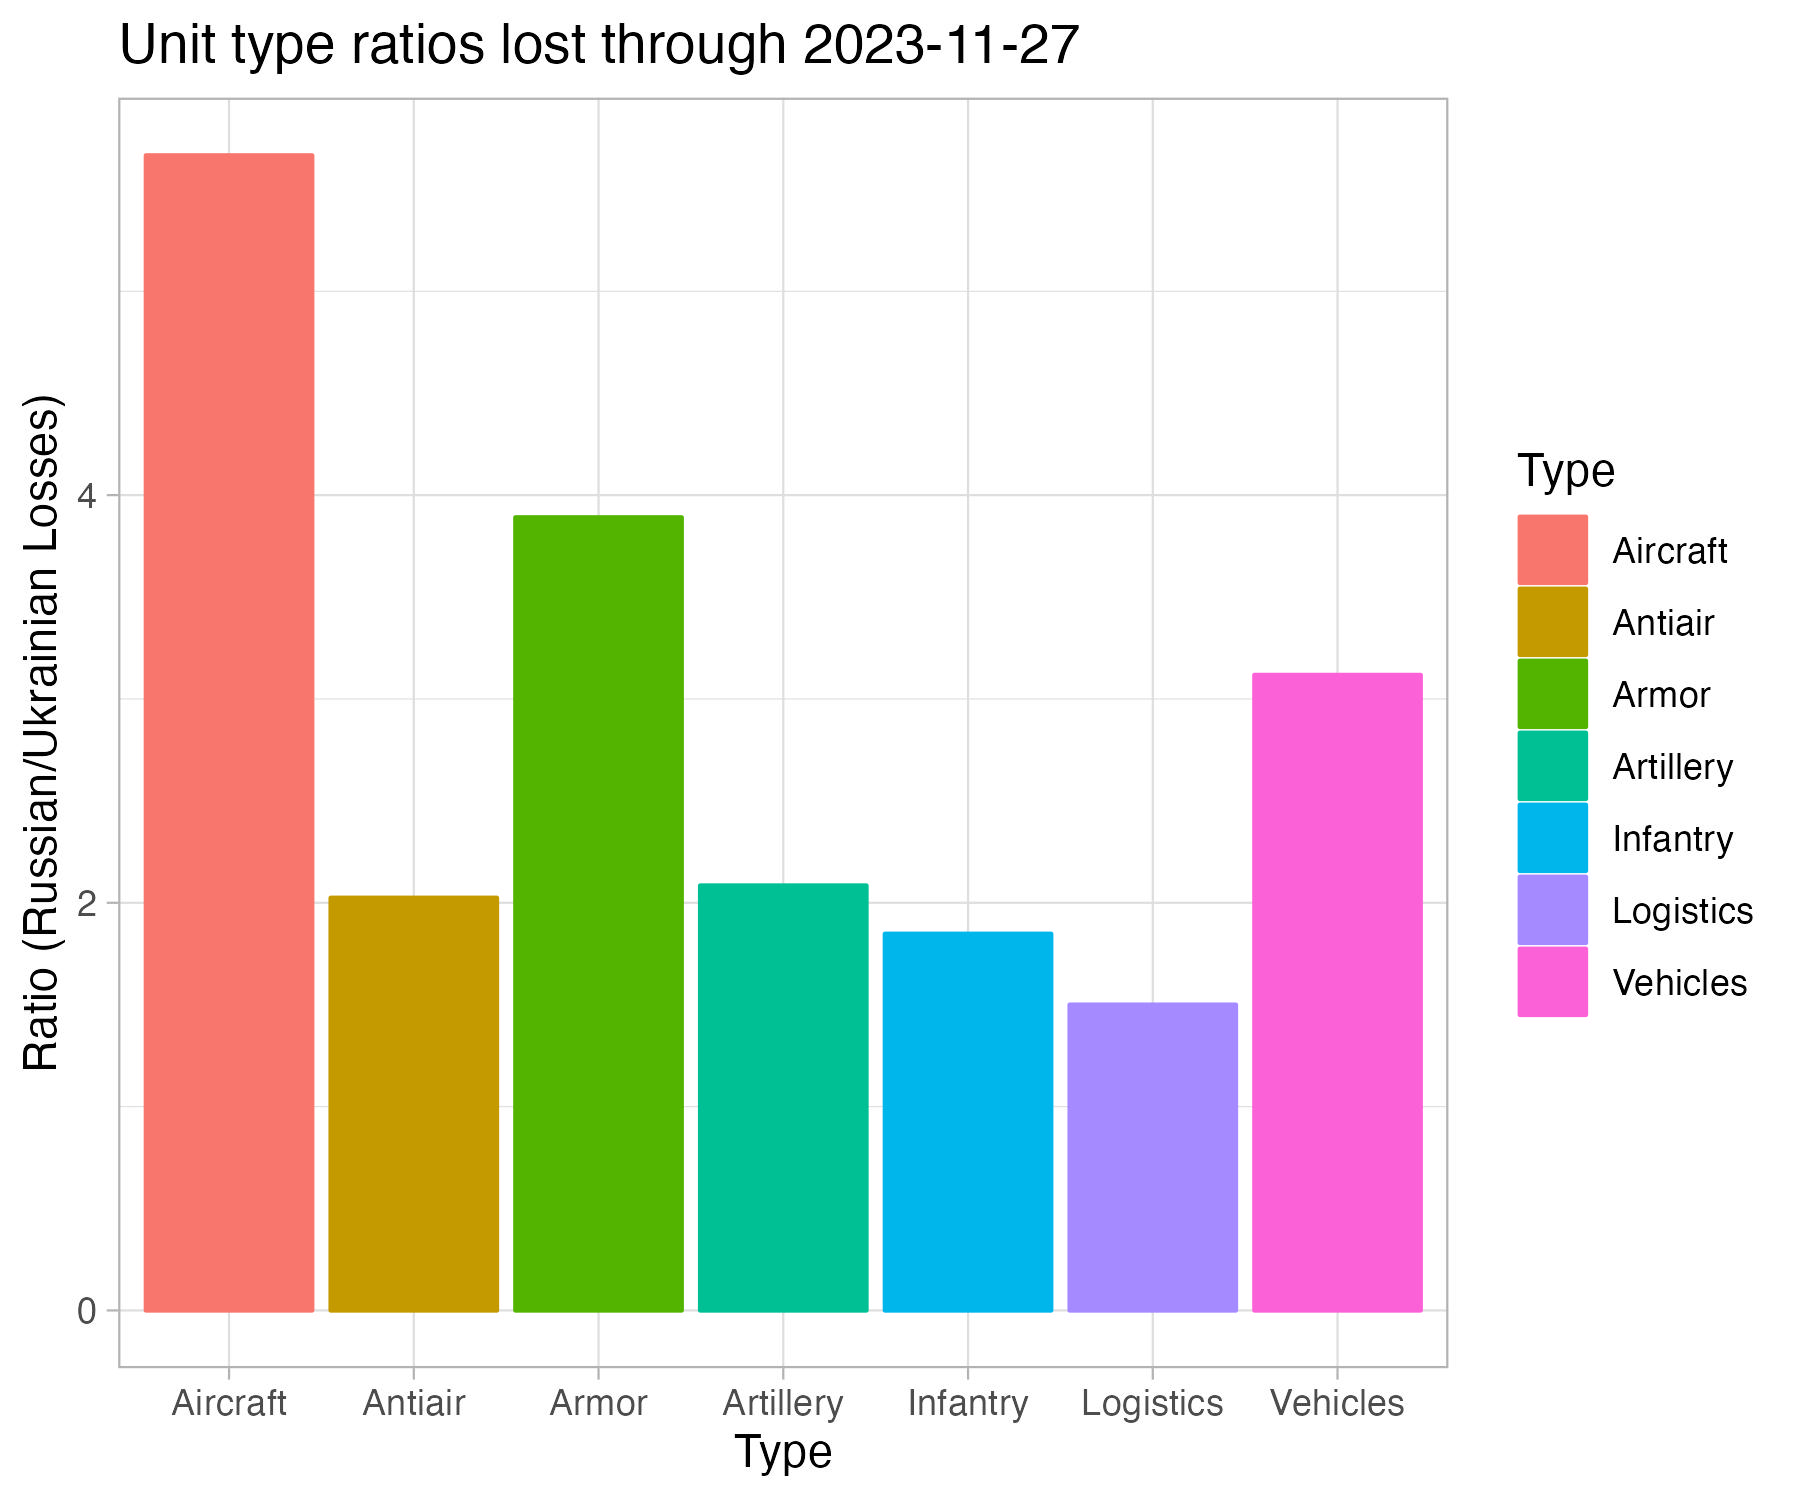 Unit type ratios lost through 2023-11-27
Ratio (Russian/Ukrainian Losses)
4
2
0
Aircraft Antiair Armor Artillery Infantry Logistics Vehicles
Type
Type
Aircraft
Antiair
Armor
Artillery
Infantry
Logistics
Vehicles